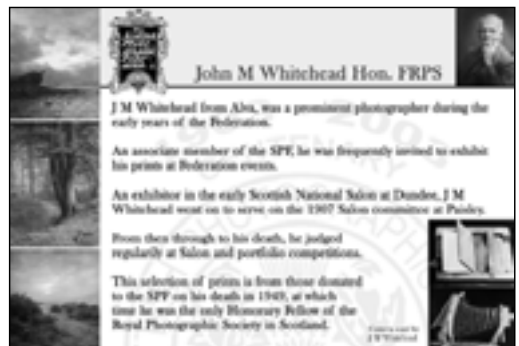 John M Whitehead Hon. FRPS
J M Whitehead from Alva, was a prominent photographer during the
early years of the Federation.
An associate member of the SPF, he was frequently invited to exhibit
his prints at Federation events.
An exhibitor in the early Scottish National Salon at Dundee, J M
Whitehead went on to serve on the 1907 Salon committee at Paisley.
From then through to his death, he judged
regularly at Salon and portfolio competitions.
This selection of prints is from those donated
to the SPF on his death in 1949, at which
time he was the only Honorary Fellow of the
Royal Photographic Society in Scotland.